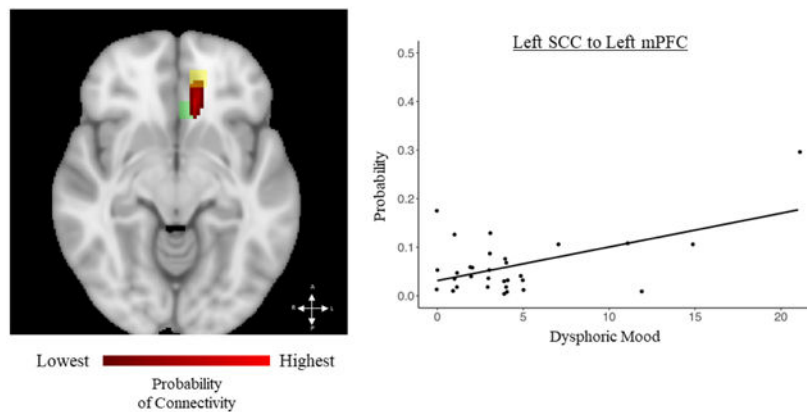 A
R L
P
Lowest Highest
Probability
of Connectivity
Left SCC to Left mPFC
0.5
0.4
0.3
0.2
0.1
0.0
Probability
0 5 10 15 20
Dysphoric Mood